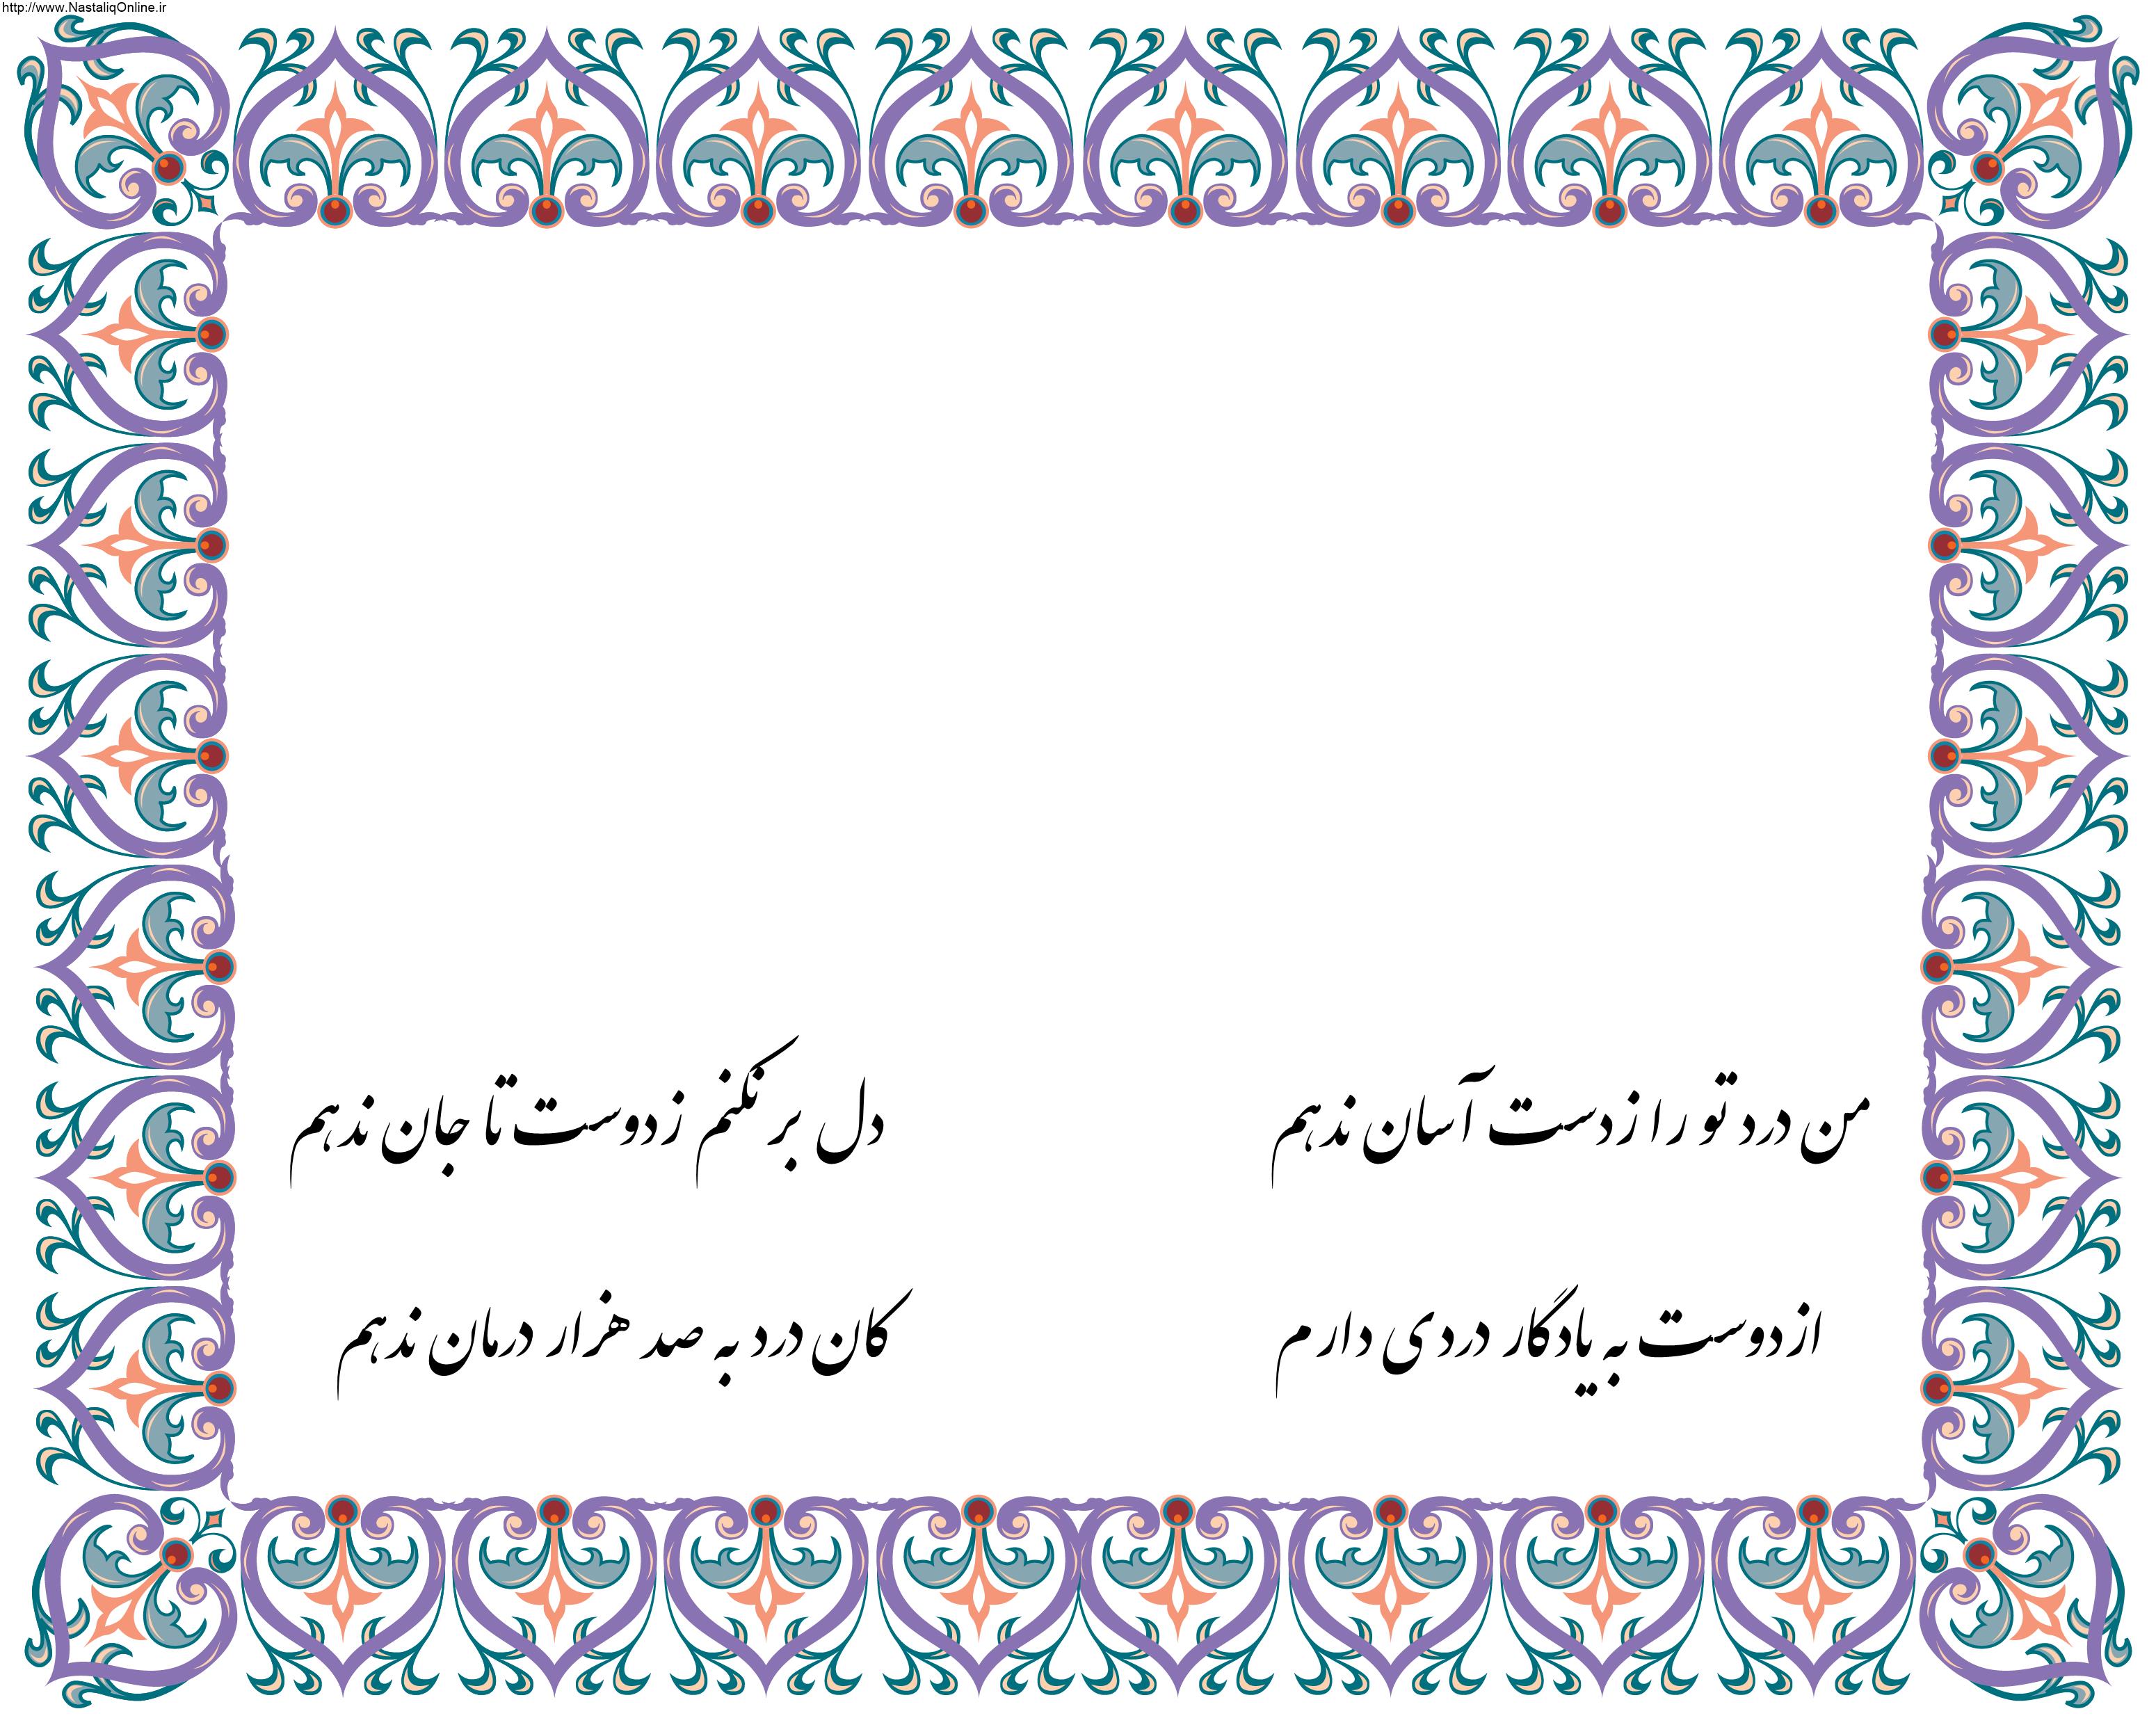 http://www.NastaliqOnline.ir
من درد تو را ز دست آسان ندهم دل بر نکنم ز دوست تا جان ندهم
از دوست به یادگار دردی دارم کان درد به صد هزار درمان ندهم